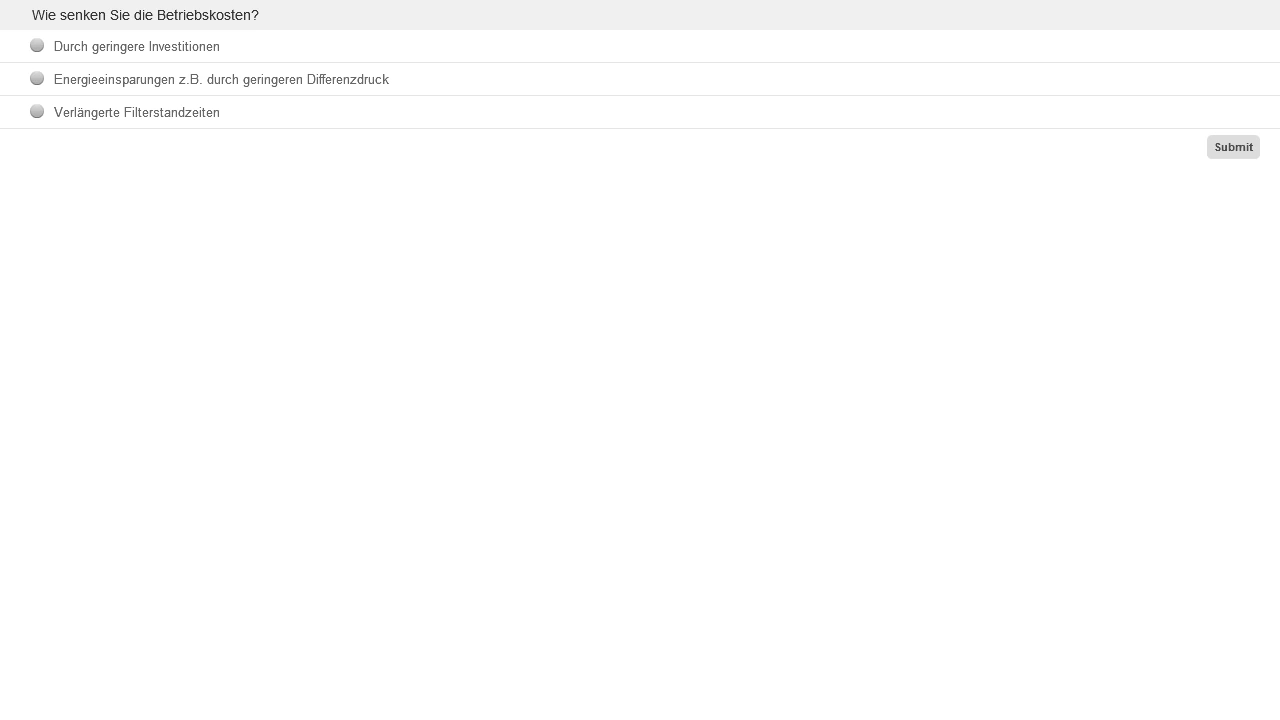 Wie senken Sie die Betriebskosten?
Durch geringere Investitionen
Energieeinsparungen z.B. durch geringeren Differenzdruck
Verlängerte Filterstandzeiten
Submit